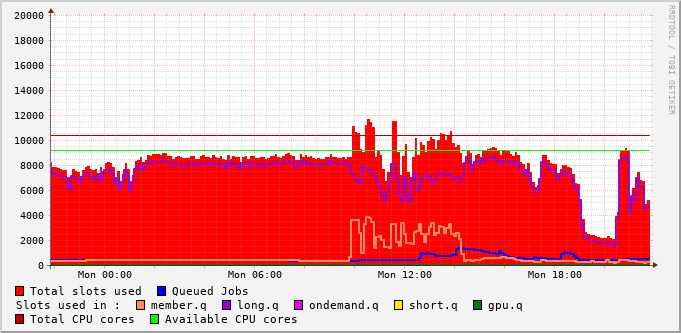 RRDTOOL / TOBI OETIKER
20000
18000
16000
14000
12000
10000
8000
6000
4000
2000
0
Mon 00:00 Mon 06:00 Mon 12:00 Mon 18:00
Total slots used Queued Jobs
Slots used in : member.q long.q ondemand.q short.q gpu.q
Total CPU cores Available CPU cores